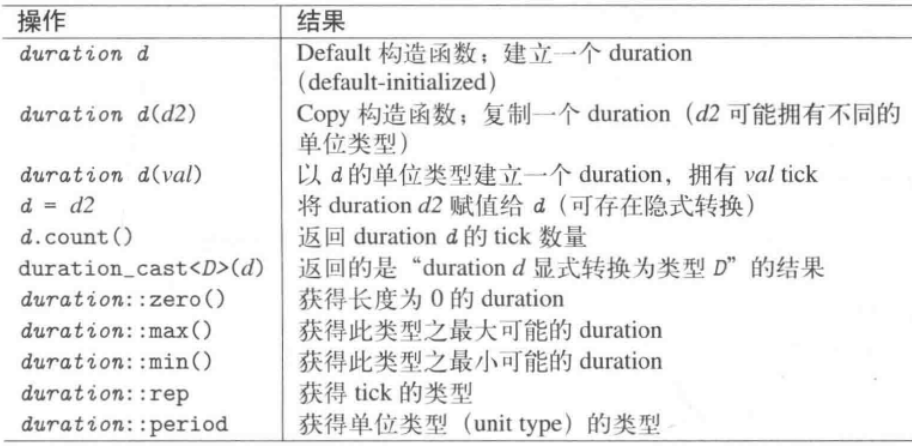 操作 结果
duration d Default 构造函数；建立一个 duration
(default-initialized)
duration d(d2) Copy 构造函数；复制一个 duration（d2 可能拥有不同的
单位类型）
duration d(val) 以 d 的单位类型建立一个 duration，拥有 val tick
d = d2 将 duration d2 赋值给 d（可存在隐式转换）
d.count() 返回 duration d 的 tick 数量
duration_cast<D>(d) 返回的是“duration d 显式转换为类型 D”的结果
duration::zero() 获得长度为 0 的 duration
duration::max() 获得此类型之最大可能的 duration
duration::min() 获得此类型之最小可能的 duration
duration::rep 获得 tick 的类型
duration::period 获得单位类型（unit type）的类型